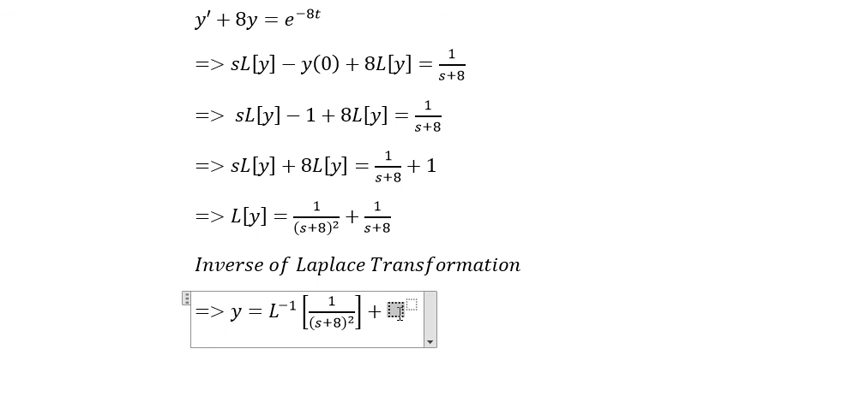 y′ + 8y = e^{−8t}
=> sL[y] − y(0) + 8L[y] = 1/(s+8)
=> sL[y] − 1 + 8L[y] = 1/(s+8)
=> sL[y] + 8L[y] = 1/(s+8) + 1
=> L[y] = 1/(s+8)² + 1/(s+8)
Inverse of Laplace Transformation
=> y = L⁻¹[1/(s+8)²] +